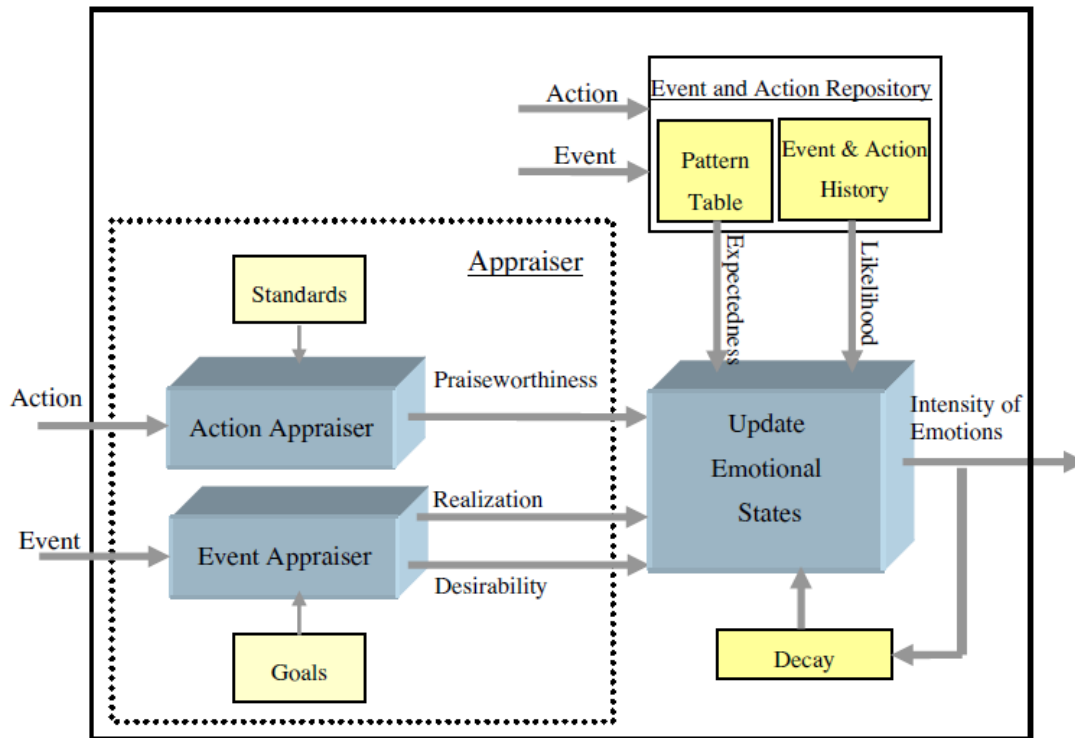 Event and Action Repository
Action
Event
Pattern
Table
Event & Action
History
Expectedness
Likelihood
Appraiser
Standards
Action
Action Appraiser
Praiseworthiness
Update
Emotional
States
Intensity of
Emotions
Event
Event Appraiser
Realization
Desirability
Goals
Decay